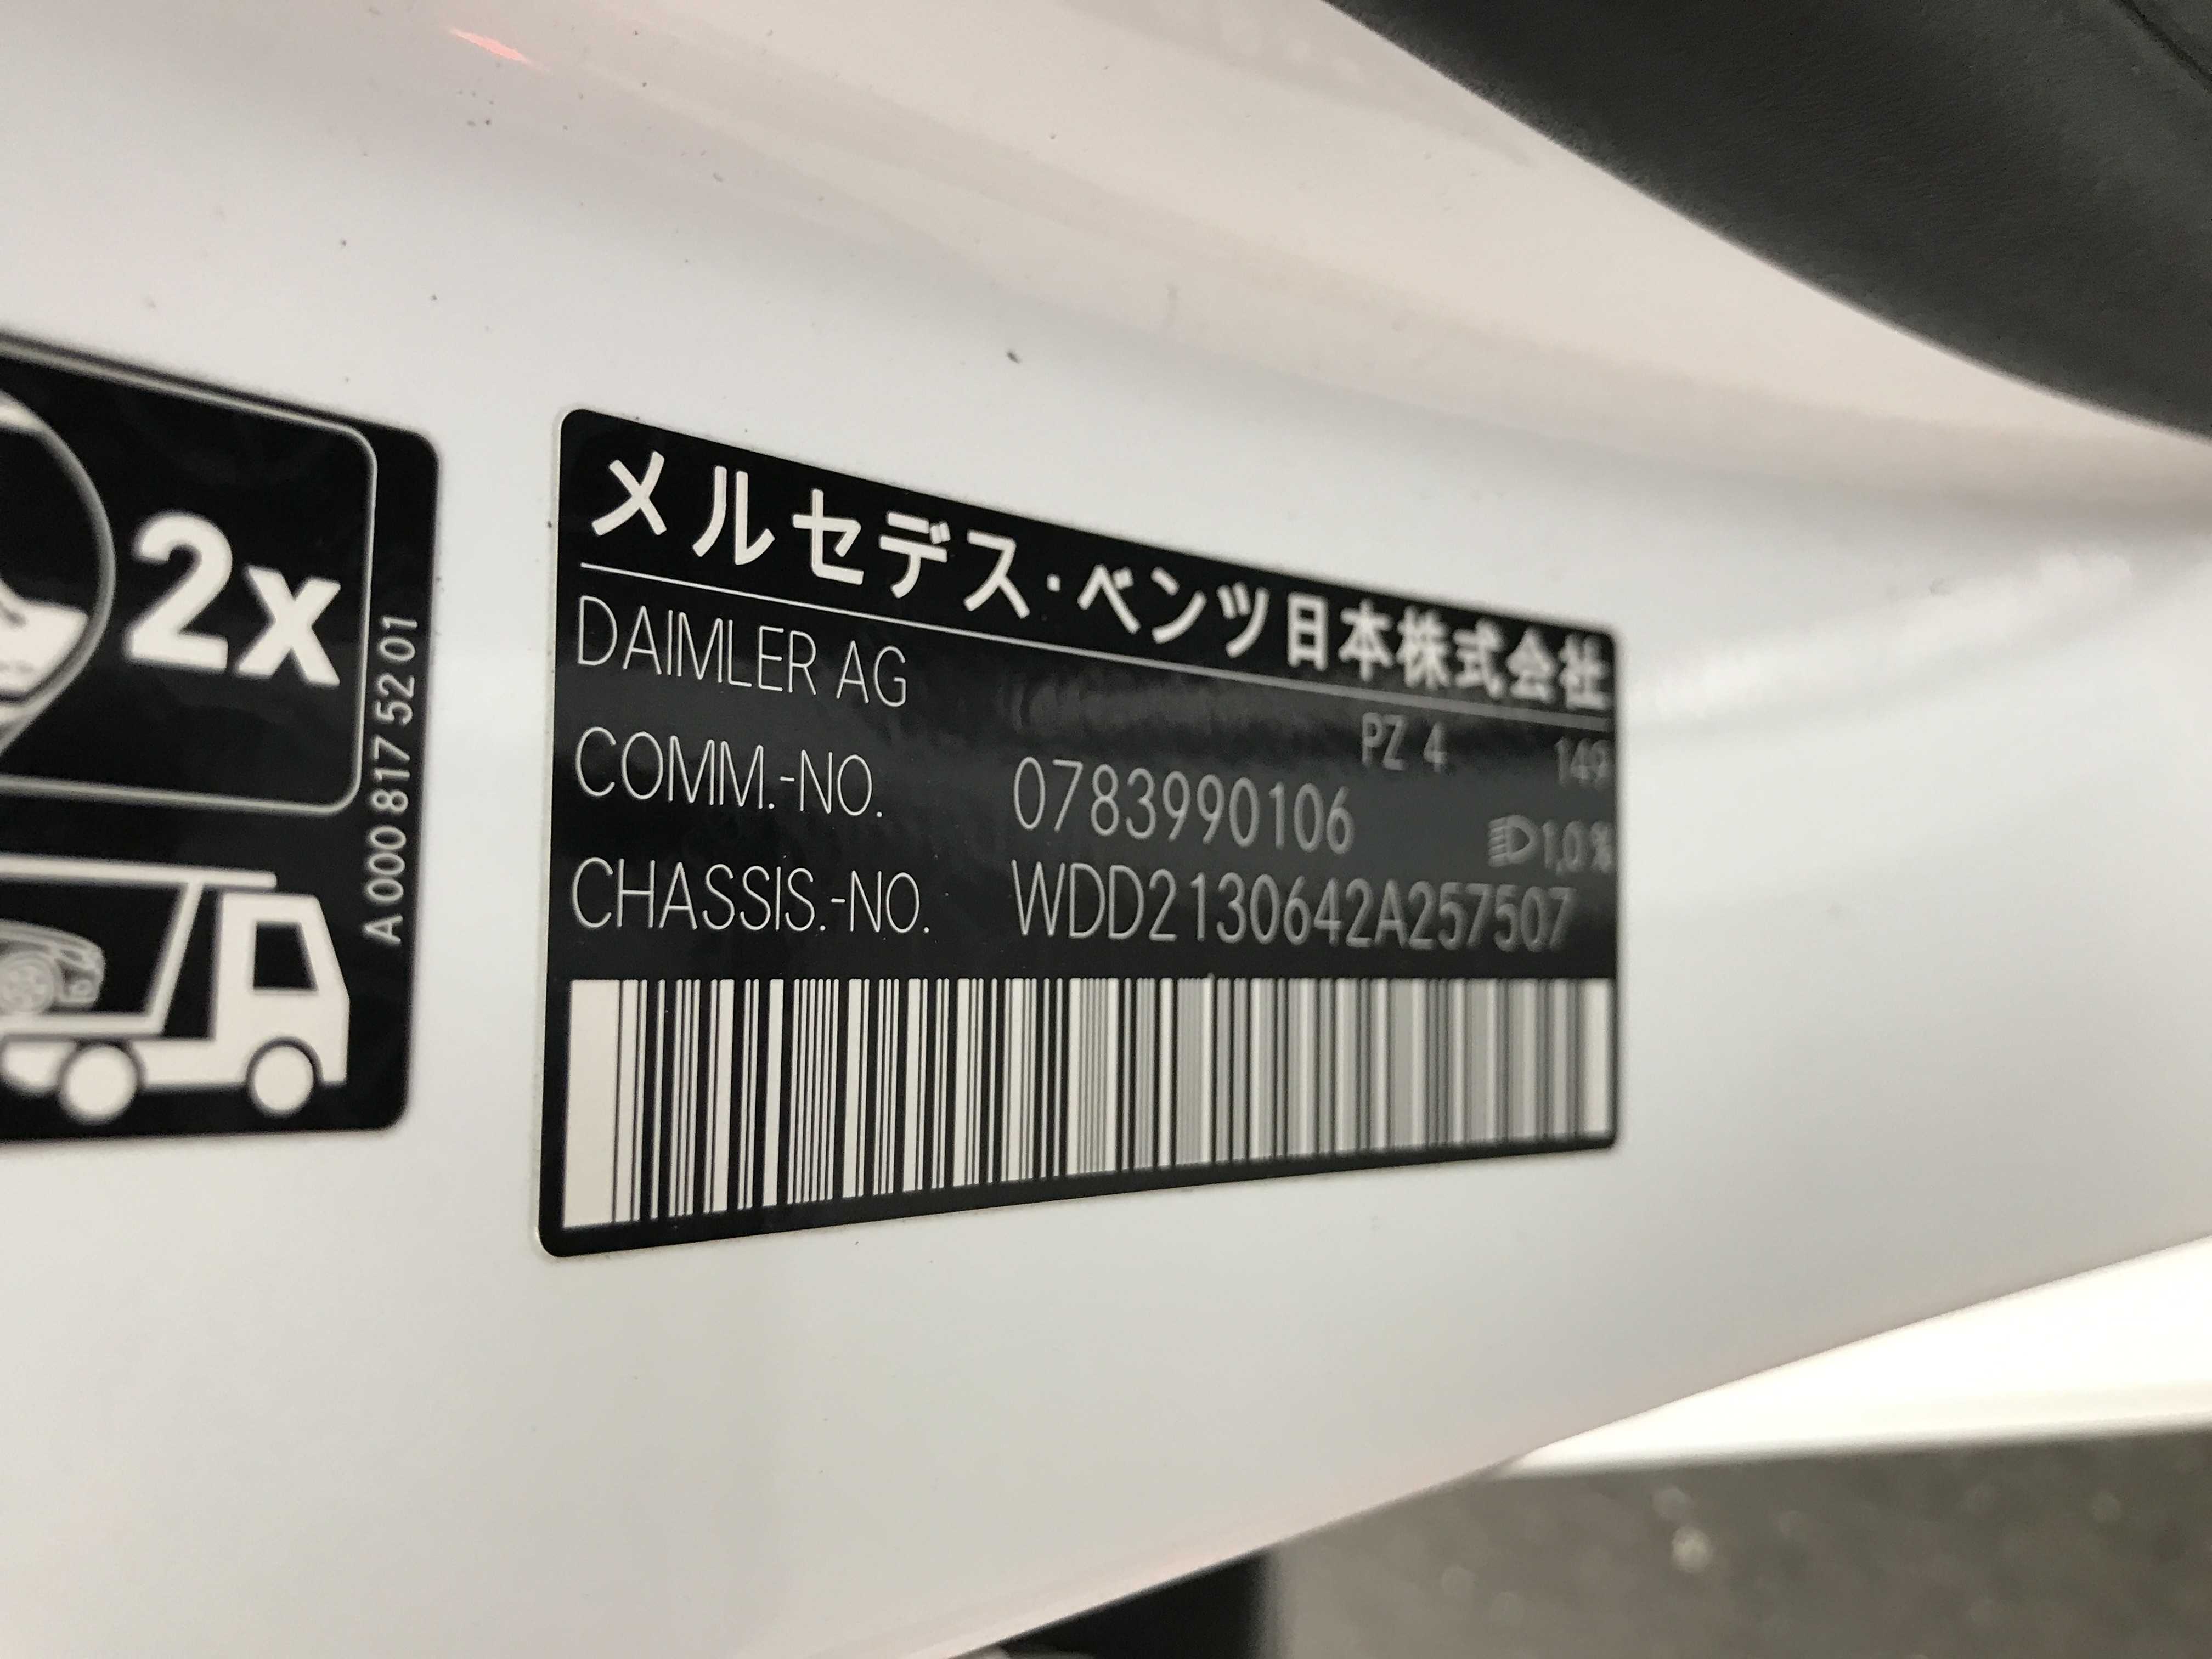 2x
A 000 817 52 01
メルセデス・ベンツ日本株式会社
DAIMLER AG
PZ 4 149
COMM.-NO. 0783990106
1,0 %
CHASSIS.-NO. WDD2130642A257507